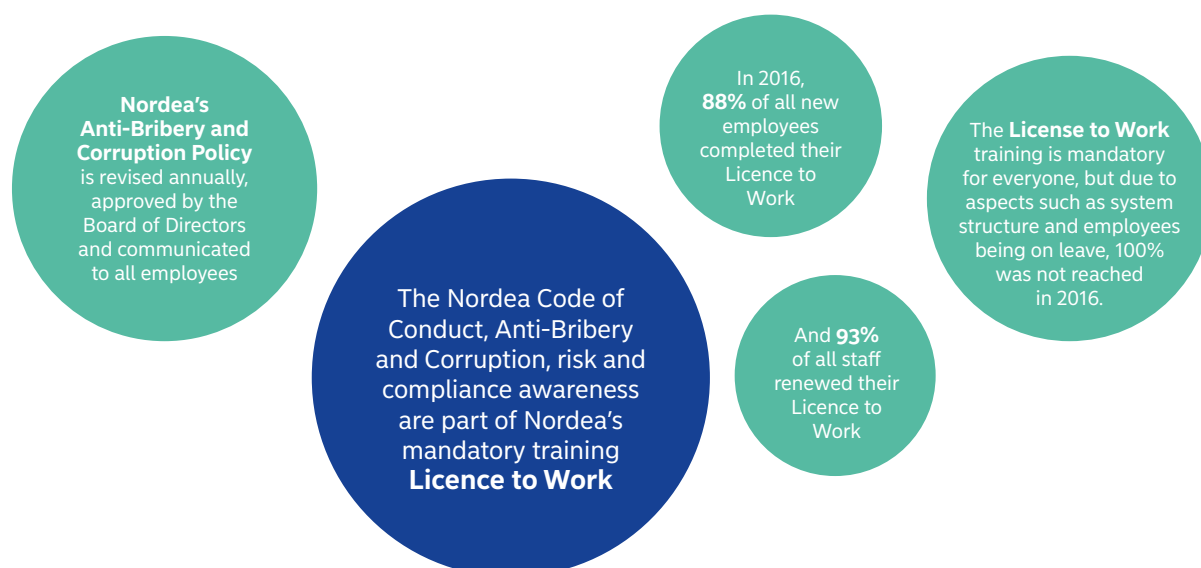 Nordea's
Anti-Bribery and
Corruption Policy
is revised annually,
approved by the
Board of Directors
and communicated
to all employees
The Nordea Code of
Conduct, Anti-Bribery
and Corruption, risk and
compliance awareness
are part of Nordea's
mandatory training
Licence to Work
In 2016,
88% of all new
employees
completed their
Licence to
Work
And 93%
of all staff
renewed their
Licence to
Work
The License to Work
training is mandatory
for everyone, but due to
aspects such as system
structure and employees
being on leave, 100%
was not reached
in 2016.